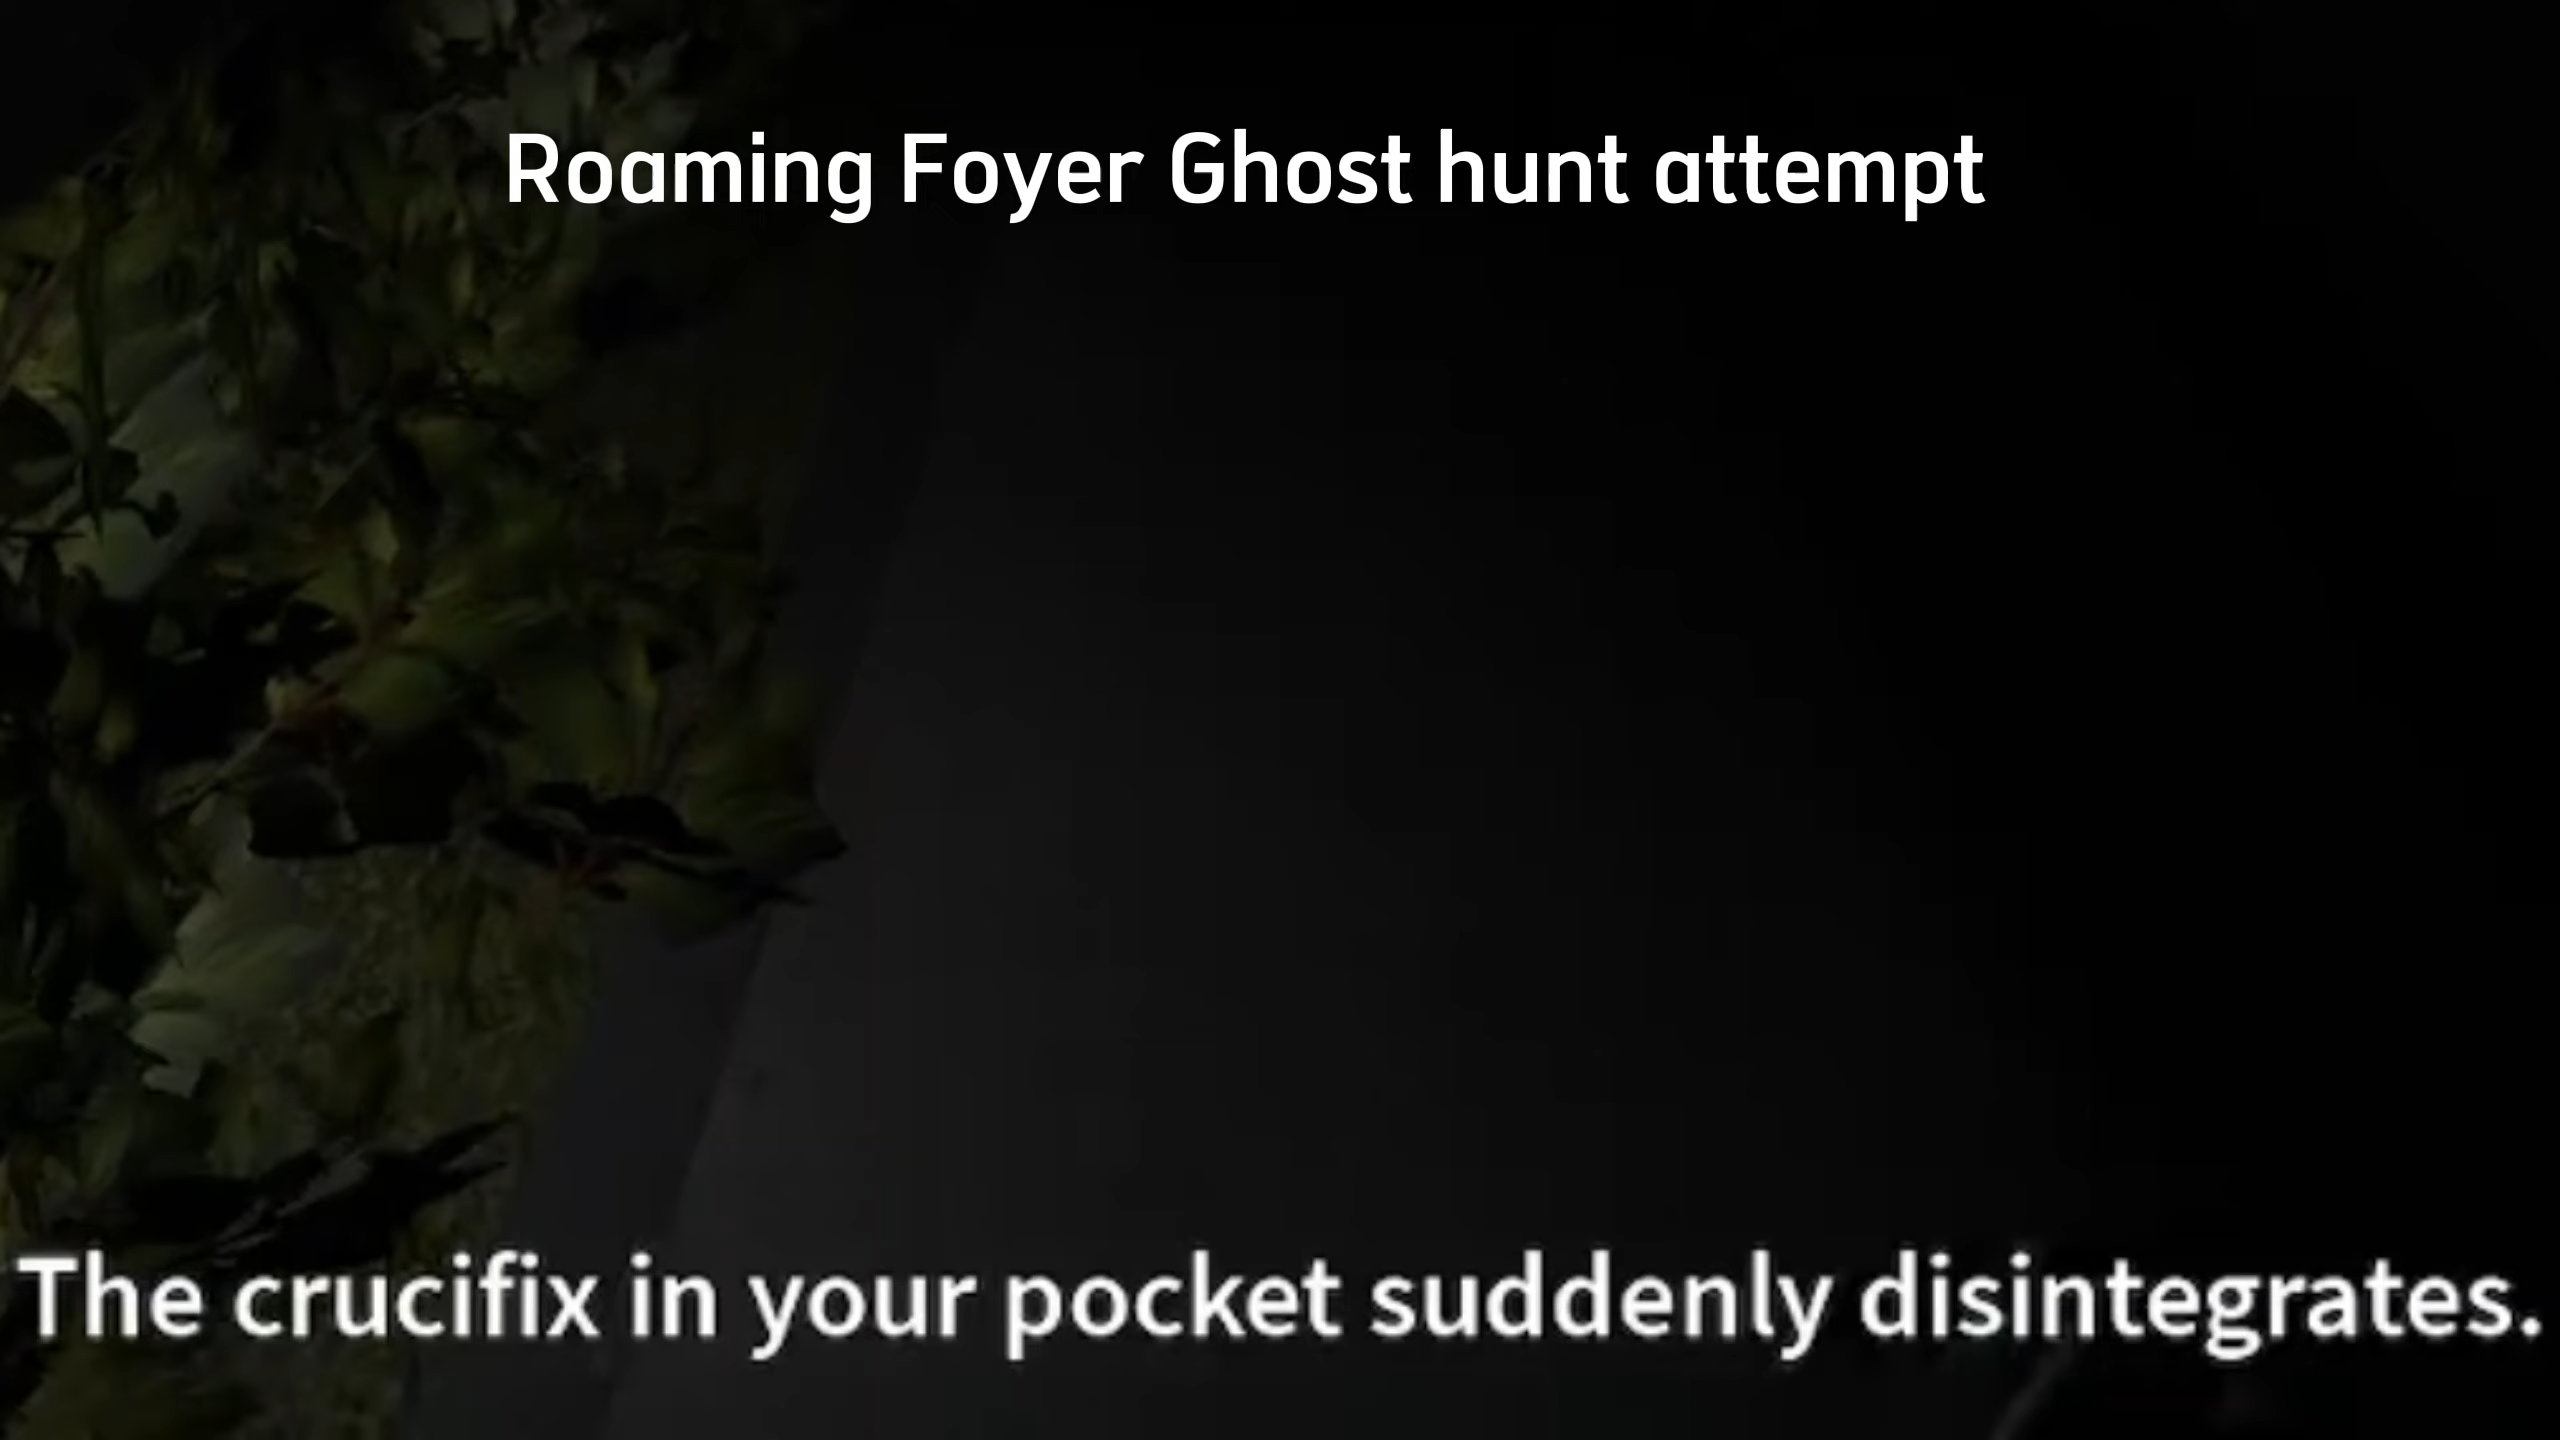 Roaming Foyer Ghost hunt attempt
The crucifix in your pocket suddenly disintegrates.